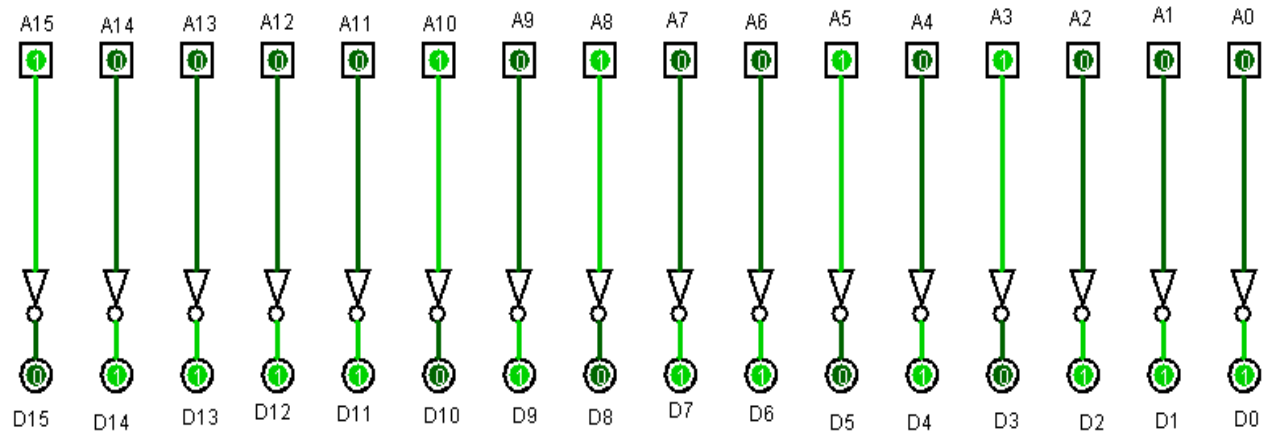 A15 A14 A13 A12 A11 A10 A9 A8 A7 A6 A5 A4 A3 A2 A1 A0
1 0 0 0 0 1 0 1 0 0 1 0 1 0 0 0
0 1 1 1 1 0 1 0 1 1 0 1 0 1 1 1
D15 D14 D13 D12 D11 D10 D9 D8 D7 D6 D5 D4 D3 D2 D1 D0